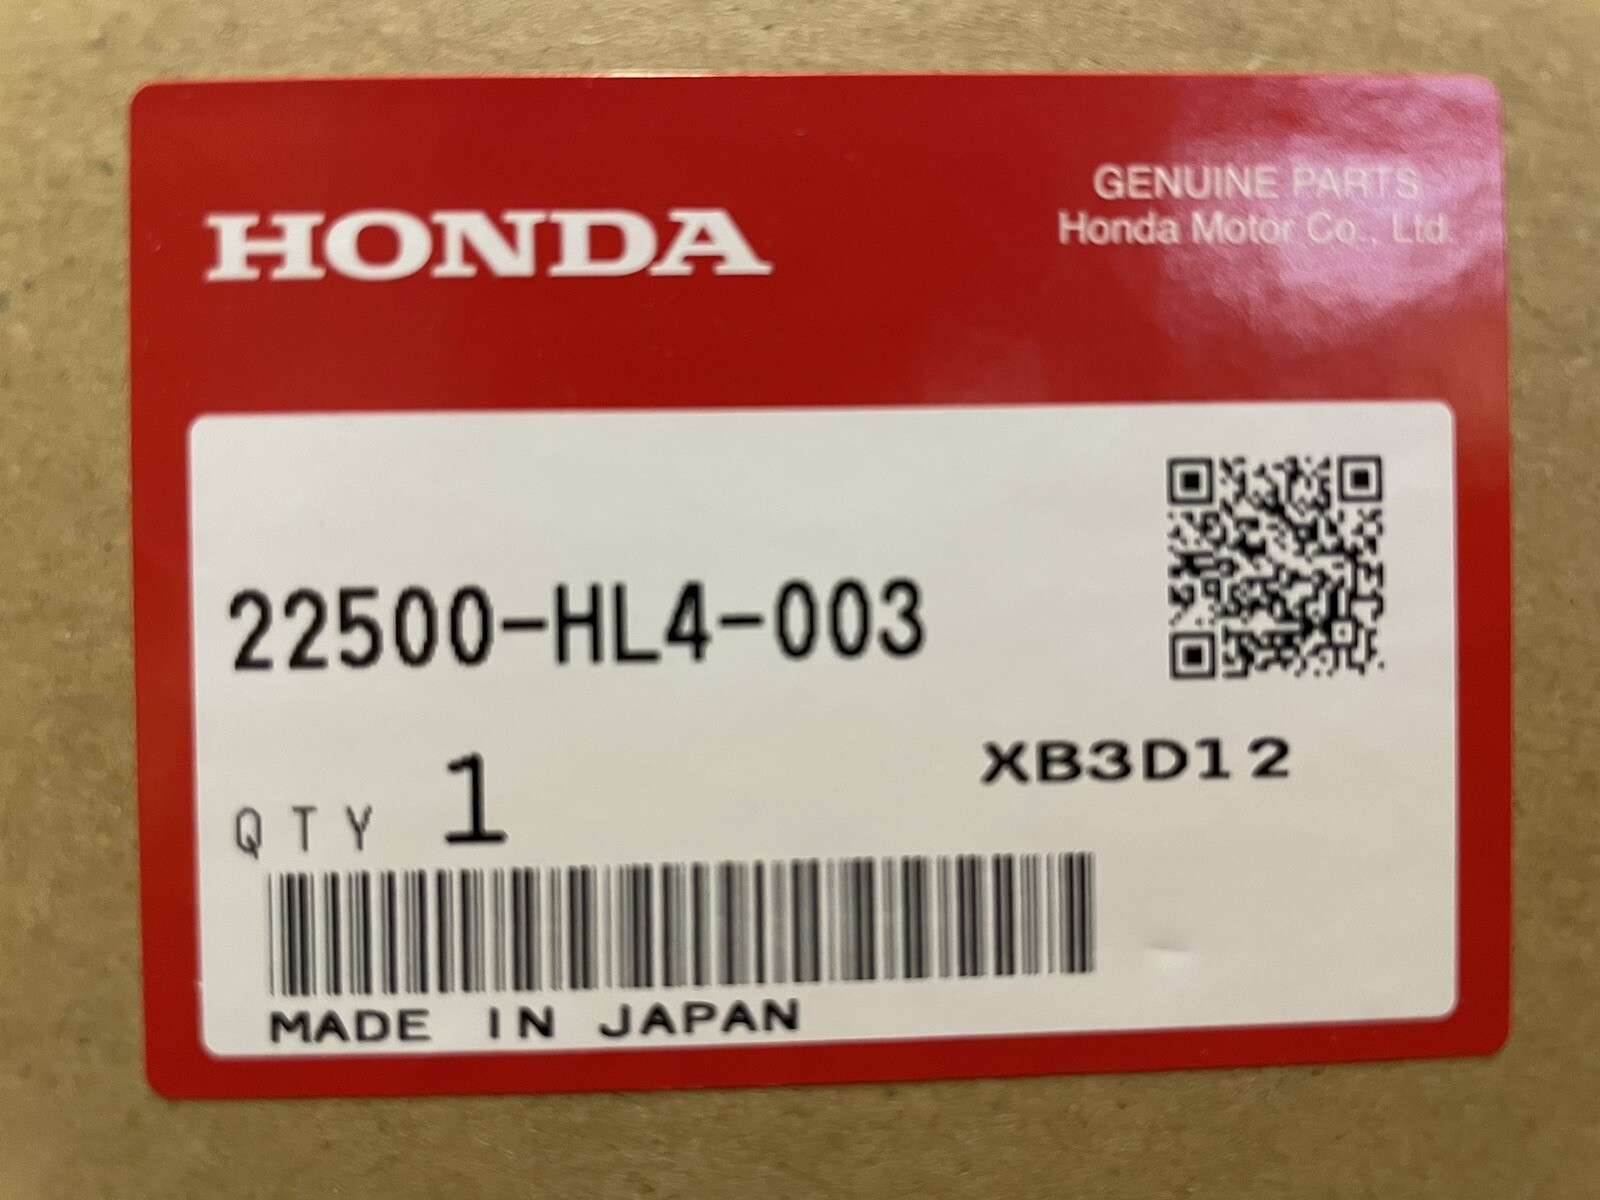 HONDA
GENUINE PARTS
Honda Motor Co., Ltd.
22500-HL4-003
XB3D12
QTY 1
MADE IN JAPAN